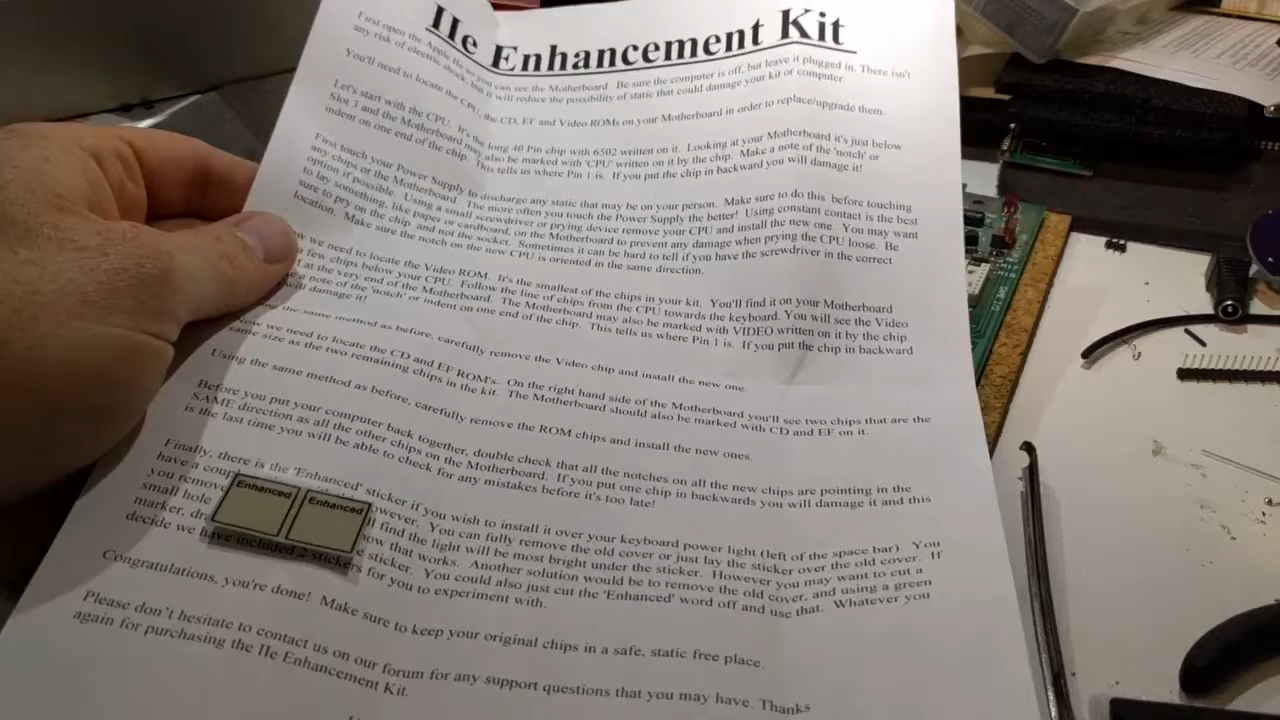 IIe Enhancement Kit
First open the Apple IIe so you can see the Motherboard. Be sure the computer is off, but leave it plugged in. There isn't
any risk of electric shock, but it will reduce the possibility of static that could damage your kit or computer.
You'll need to locate the CPU, the CD, EF and Video ROMs on your Motherboard in order to replace/upgrade them.
Let's start with the CPU. It's the long 40 Pin chip with 6502 written on it. Looking at your Motherboard it's just below
Slot 3 and the Motherboard may also be marked with 'CPU' written on it by the chip. Make a note of the 'notch' or
indent on one end of the chip. This tells us where Pin 1 is. If you put the chip in backward you will damage it!
First touch your Power Supply to discharge any static that may be on your person. Make sure to do this before touching
any chips or the Motherboard. The more often you touch the Power Supply the better! Using constant contact is the best
option if possible. Using a small screwdriver or prying device remove your CPU and install the new one. You may want
to lay something, like paper or cardboard, on the Motherboard to prevent any damage when prying the CPU loose. Be
sure to pry on the chip and not the socket. Sometimes it can be hard to tell if you have the screwdriver in the correct
location. Make sure the notch on the new CPU is oriented in the same direction.
we need to locate the Video ROM. It's the smallest of the chips in your kit. You'll find it on your Motherboard
a few chips below your CPU. Follow the line of chips from the CPU towards the keyboard. You will see the Video
at the very end of the Motherboard. The Motherboard may also be marked with VIDEO written on it by the chip.
a note of the 'notch' or indent on one end of the chip. This tells us where Pin 1 is. If you put the chip in backward
will damage it!
the same method as before, carefully remove the Video chip and install the new one.
Now we need to locate the CD and EF ROM's. On the right hand side of the Motherboard you'll see two chips that are the
same size as the two remaining chips in the kit. The Motherboard should also be marked with CD and EF on it.
Using the same method as before, carefully remove the ROM chips and install the new ones.
Before you put your computer back together, double check that all the notches on all the new chips are pointing in the
SAME direction as all the other chips on the Motherboard. If you put one chip in backwards you will damage it and this
is the last time you will be able to check for any mistakes before it's too late!
Finally, there is the 'Enhanced' sticker if you wish to install it over your keyboard power light (left of the space bar). You
have a coup however. You can fully remove the old cover or just lay the sticker over the old cover. If
you remove find the light will be most bright under the sticker. However you may want to cut a
small hole how that works. Another solution would be to remove the old cover, and using a green
marker, dr sticker. You could also just cut the 'Enhanced' word off and use that. Whatever you
decide we have included 2 stickers for you to experiment with.
Enhanced
Enhanced
Congratulations, you're done! Make sure to keep your original chips in a safe, static free place.
Please don't hesitate to contact us on our forum for any support questions that you may have. Thanks
again for purchasing the IIe Enhancement Kit.